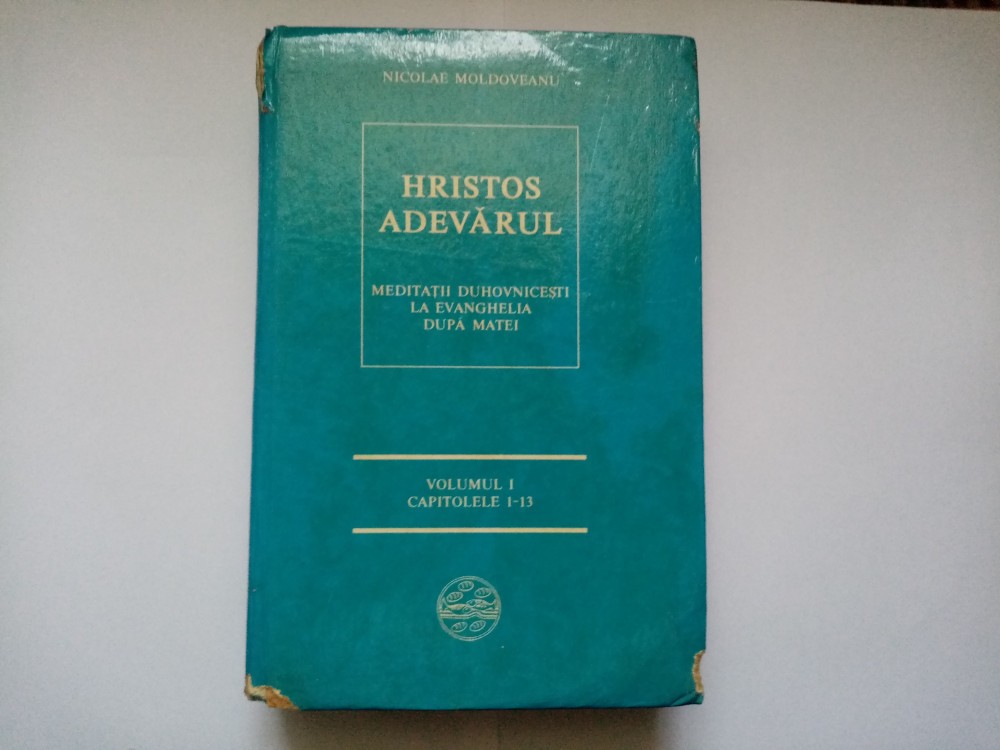 NICOLAE MOLDOVEANU
HRISTOS
ADEVĂRUL
MEDITAȚII DUHOVNICEȘTI
LA EVANGHELIA
DUPĂ MATEI
VOLUMUL I
CAPITOLELE 1-13